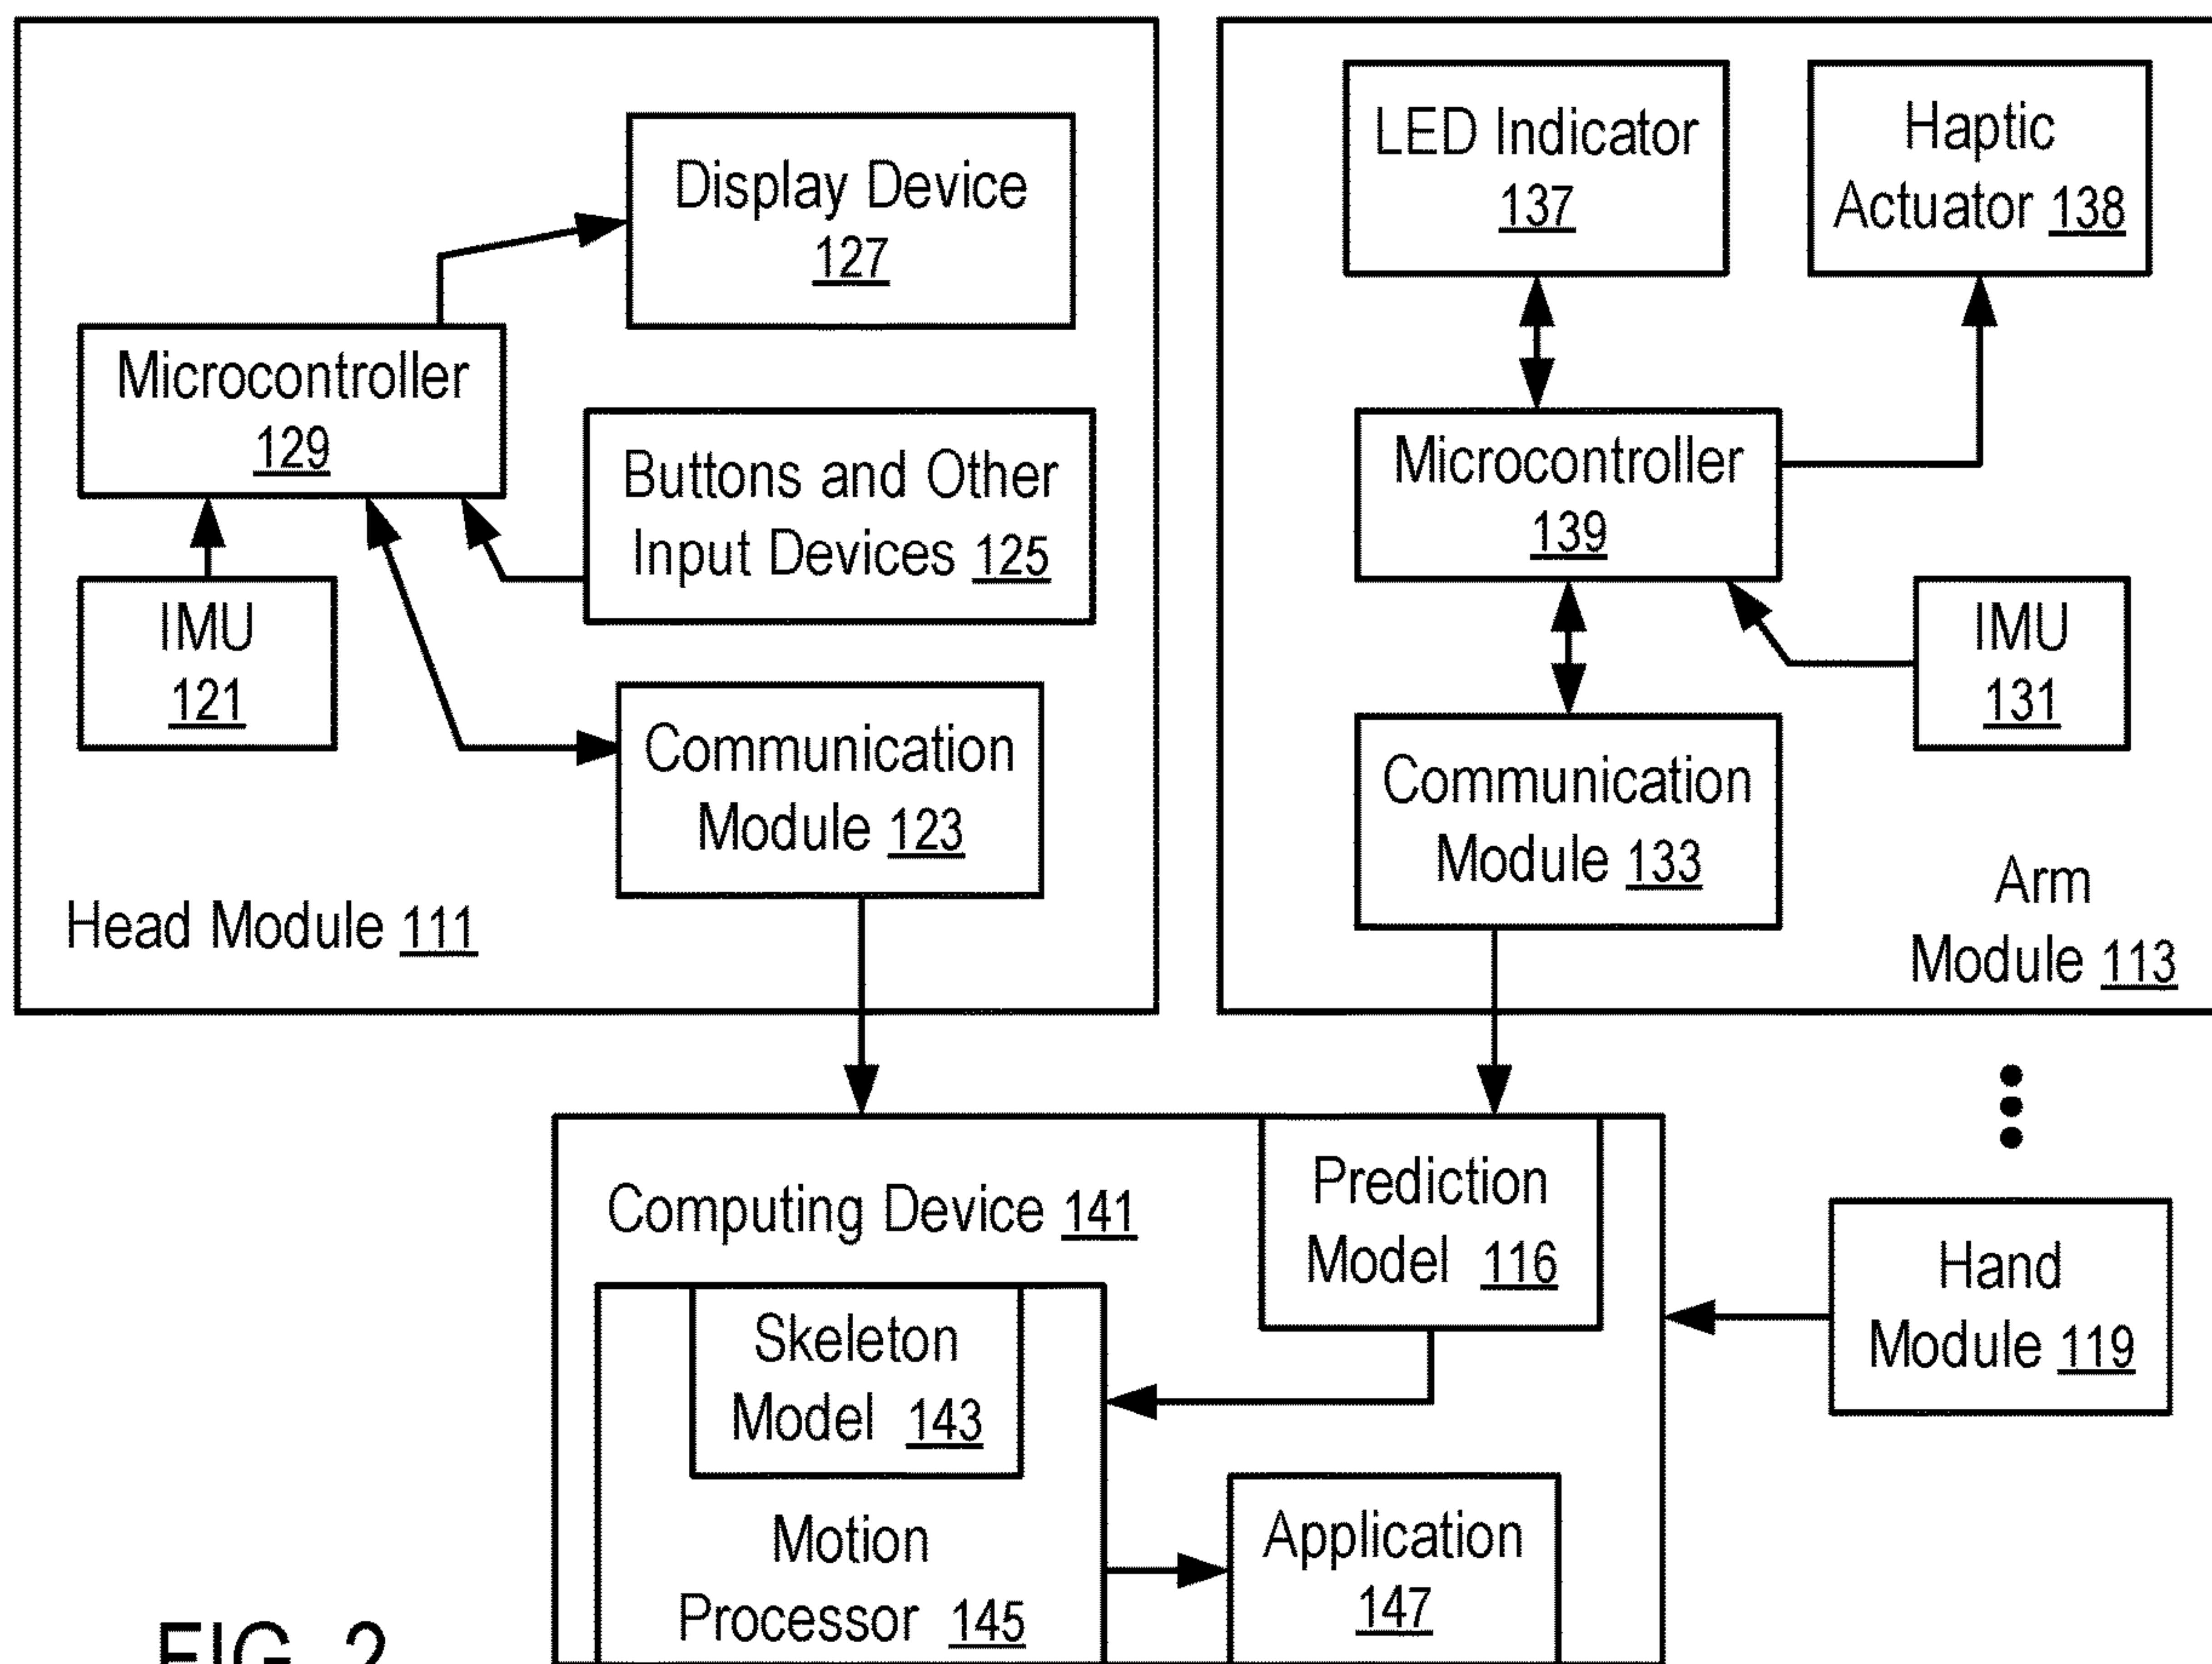 Display Device
127
Microcontroller
129
Buttons and Other
Input Devices 125
IMU
121
Communication
Module 123
Head Module 111
LED Indicator
137
Haptic
Actuator 138
Microcontroller
139
IMU
131
Communication
Module 133
Arm
Module 113
Computing Device 141
Prediction
Model 116
Skeleton
Model 143
Motion
Processor 145
Application
147
Hand
Module 119
FIG. 2